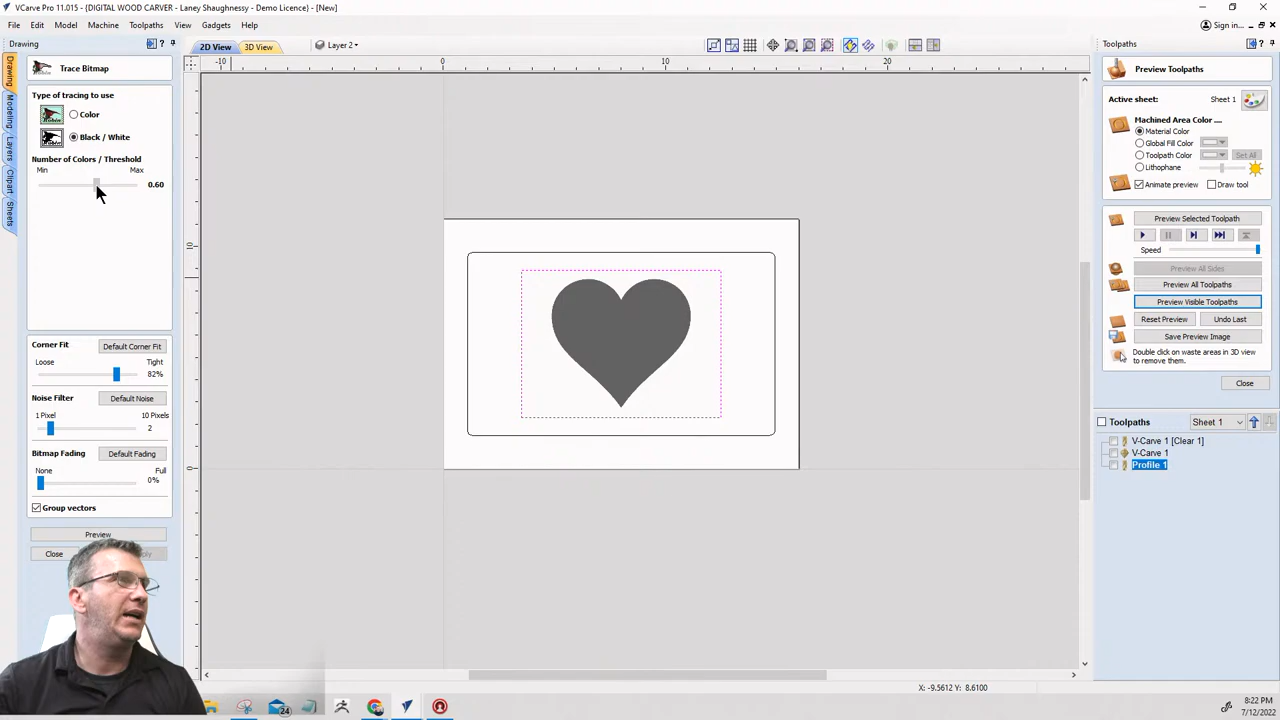 VCarve Pro 11.015 - {DIGITAL WOOD CARVER - Laney Shaughnessy - Demo Licence} - [New]
File Edit Model Machine Toolpaths View Gadgets Help
Sign in...
Drawing
2D View 3D View Layer 2
Toolpaths
Trace Bitmap
Drawing
Modeling
Layers
Clipart
Sheets
Type of tracing to use
Color
Black / White
Number of Colors / Threshold
Min Max
0.60
Corner Fit Default Corner Fit
Loose Tight
82%
Noise Filter Default Noise
1 Pixel 10 Pixels
2
Bitmap Fading Default Fading
None Full
0%
Group vectors
Preview
Close
-10 0 10 20
10
0
Preview Toolpaths
Active sheet: Sheet 1
Machined Area Color ....
Material Color
Global Fill Color
Toolpath Color Set All
Lithophane
Animate preview Draw tool
Preview Selected Toolpath
Speed
Preview All Sides
Preview All Toolpaths
Preview Visible Toolpaths
Reset Preview Undo Last
Save Preview Image
Double click on waste areas in 3D view
to remove them.
Close
Toolpaths Sheet 1
V-Carve 1 [Clear 1]
V-Carve 1
Profile 1
X: -9.5612 Y: 8.6100
24
8:22 PM
7/12/2022